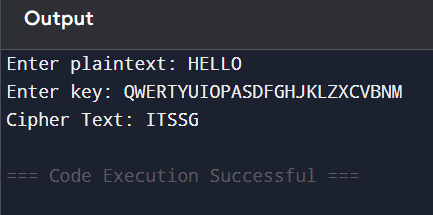 Output
Enter plaintext: HELLO
Enter key: QWERTYUIOPASDFGHJKLZXCVBNM
Cipher Text: ITSSG
=== Code Execution Successful ===